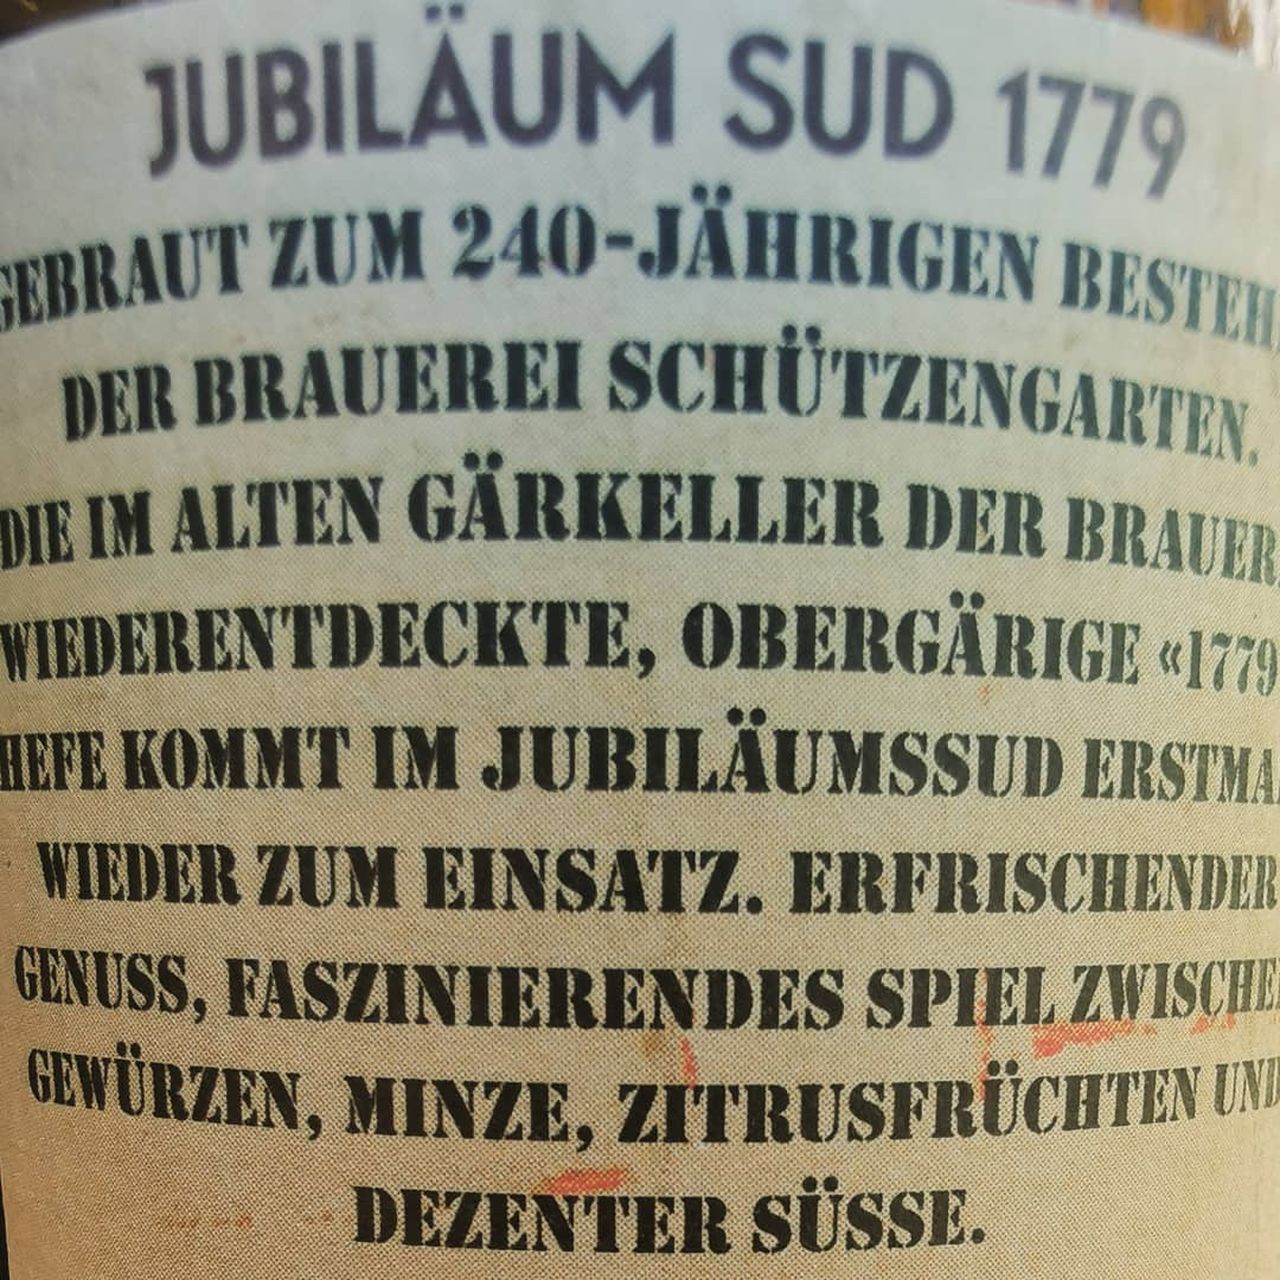 JUBILÄUM SUD 1779
GEBRAUT ZUM 240-JÄHRIGEN BESTEH
DER BRAUEREI SCHÜTZENGARTEN.
DIE IM ALTEN GÄRKELLER DER BRAUER
WIEDERENTDECKTE, OBERGÄRIGE «1779
HEFE KOMMT IM JUBILÄUMSSUD ERSTMA
WIEDER ZUM EINSATZ. ERFRISCHENDER
GENUSS, FASZINIERENDES SPIEL ZWISCHE
GEWÜRZEN, MINZE, ZITRUSFRÜCHTEN UND
DEZENTER SÜSSE.